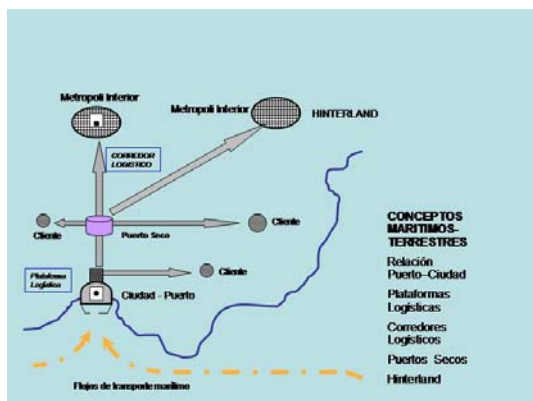 Metropoli Interior
Metropoli Interior
HINTERLAND
CORREDOR
LOGISTICO
Cliente
Puerto Seco
Cliente
Plataforma
Logística
Cliente
Ciudad - Puerto
Flujos de transporte marítimo
CONCEPTOS
MARITIMOS-
TERRESTRES
Relación
Puerto-Ciudad
Plataformas
Logísticas
Corredores
Logísticos
Puertos Secos
Hinterland